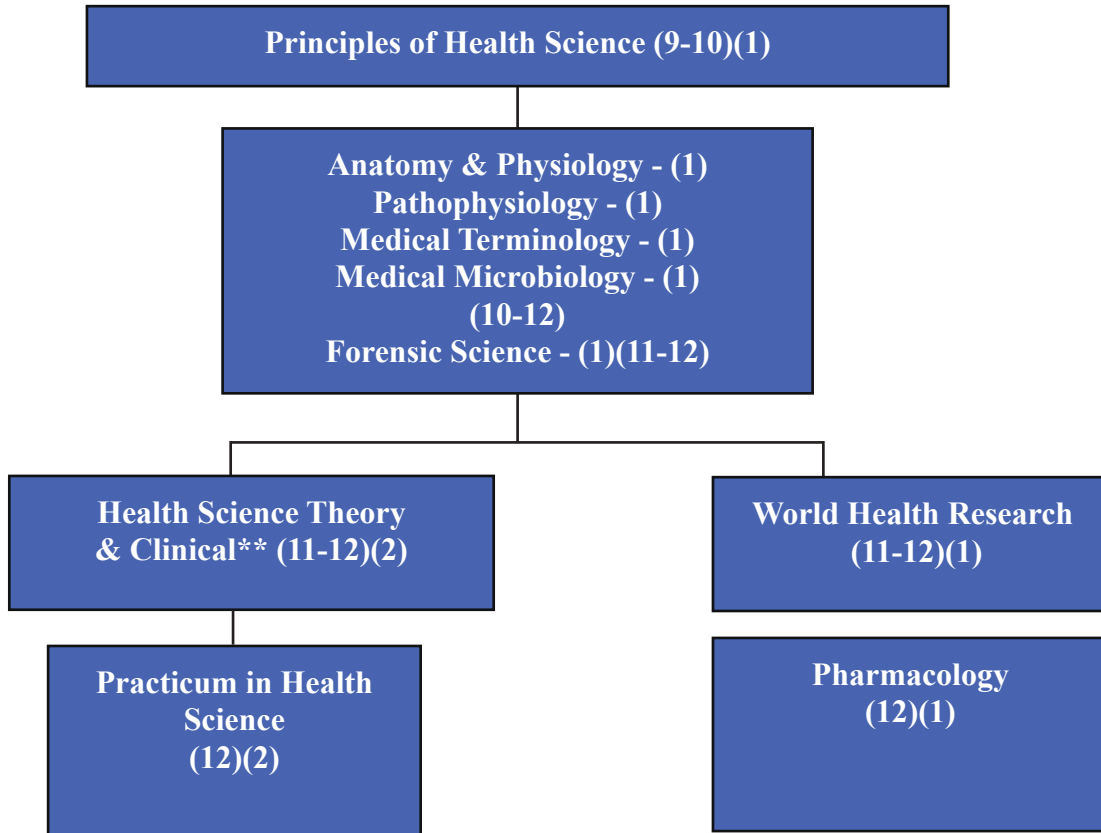 Principles of Health Science (9-10)(1)
Anatomy & Physiology - (1)
Pathophysiology - (1)
Medical Terminology - (1)
Medical Microbiology - (1)
(10-12)
Forensic Science - (1)(11-12)
Health Science Theory
& Clinical** (11-12)(2)
World Health Research
(11-12)(1)
Practicum in Health
Science
(12)(2)
Pharmacology
(12)(1)